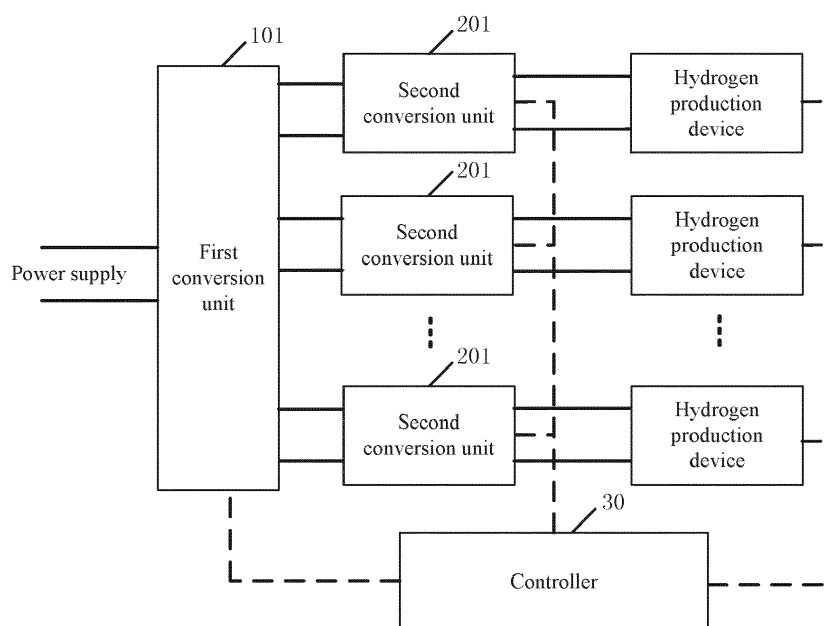 101
201
Second
conversion unit
Hydrogen
production
device
201
Second
conversion unit
Hydrogen
production
device
Power supply
First
conversion
unit
201
Second
conversion unit
Hydrogen
production
device
30
Controller